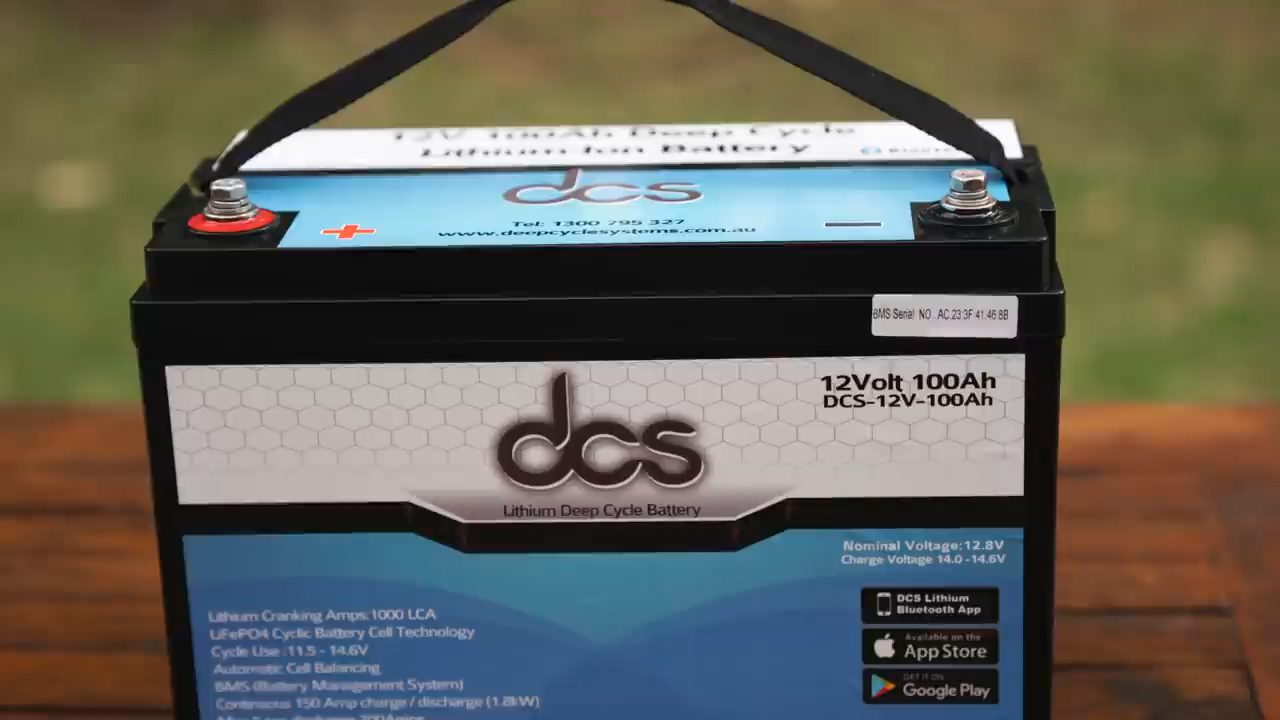 12V 100Ah Deep Cycle
Lithium Ion Battery
dcs
Tel: 1300 795 327
www.deepcyclesystems.com.au
BMS Serial NO. AC.23:3F 41.46:8B
12Volt 100Ah
DCS-12V-100Ah
dcs
Lithium Deep Cycle Battery
Nominal Voltage:12.8V
Charge Voltage 14.0 -14.6V
Lithium Cranking Amps:1000 LCA
LiFePO4 Cyclic Battery Cell Technology
Cycle Use :11.5 - 14.6V
Automatic Cell Balancing
BMS (Battery Management System)
Continuous 150 Amp charge / discharge (1.8kW)
DCS Lithium
Bluetooth App
Available on the
App Store
GET IT ON
Google Play